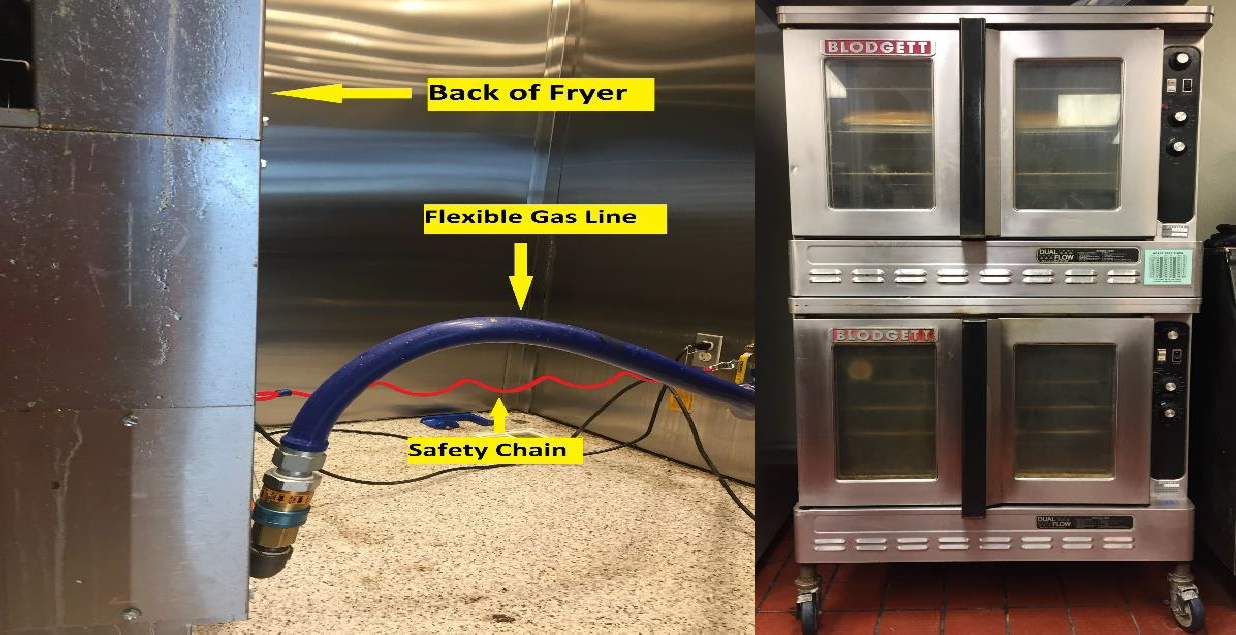 Back of Fryer
Flexible Gas Line
Safety Chain
BLODGETT
DUAL
FLOW
BLODGETT
DUAL
FLOW